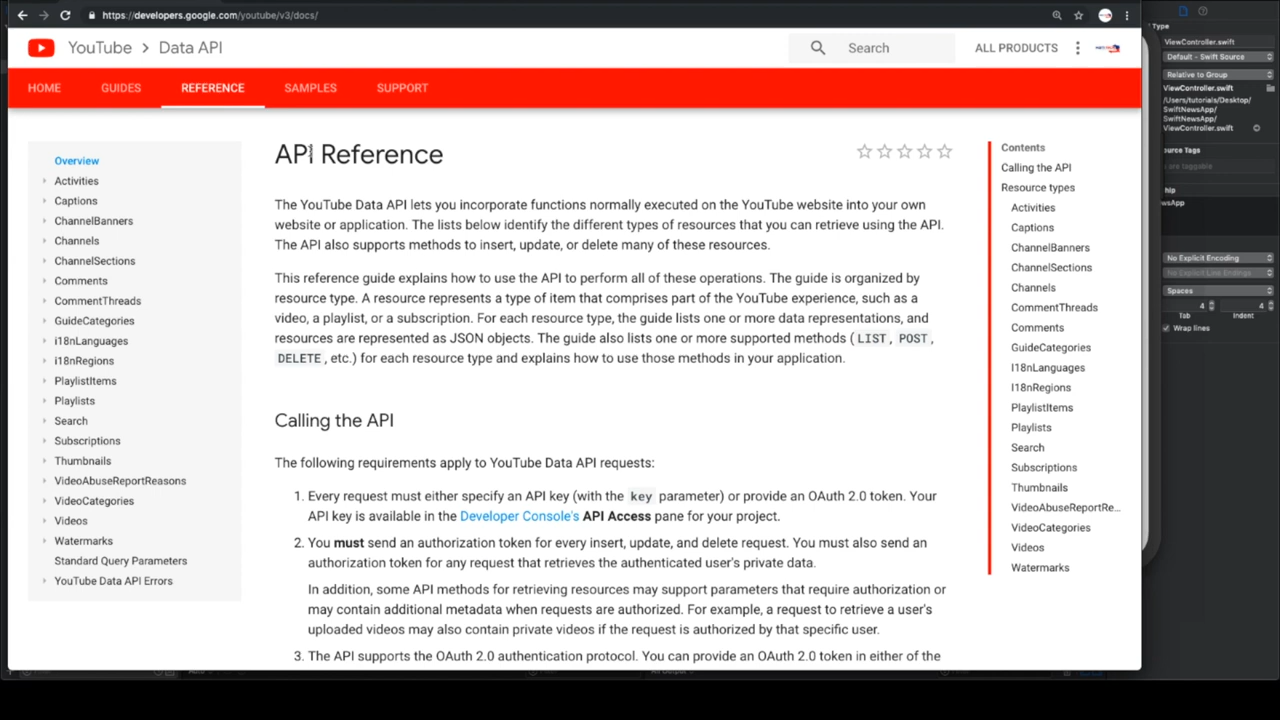 https://developers.google.com/youtube/v3/docs/
YouTube > Data API
Search
ALL PRODUCTS
HOME
GUIDES
REFERENCE
SAMPLES
SUPPORT
Overview
Activities
Captions
ChannelBanners
Channels
ChannelSections
Comments
CommentThreads
GuideCategories
i18nLanguages
i18nRegions
PlaylistItems
Playlists
Search
Subscriptions
Thumbnails
VideoAbuseReportReasons
VideoCategories
Videos
Watermarks
Standard Query Parameters
YouTube Data API Errors
API Reference
The YouTube Data API lets you incorporate functions normally executed on the YouTube website into your own
website or application. The lists below identify the different types of resources that you can retrieve using the API.
The API also supports methods to insert, update, or delete many of these resources.
This reference guide explains how to use the API to perform all of these operations. The guide is organized by
resource type. A resource represents a type of item that comprises part of the YouTube experience, such as a
video, a playlist, or a subscription. For each resource type, the guide lists one or more data representations, and
resources are represented as JSON objects. The guide also lists one or more supported methods (LIST, POST,
DELETE, etc.) for each resource type and explains how to use those methods in your application.
Calling the API
The following requirements apply to YouTube Data API requests:
1. Every request must either specify an API key (with the key parameter) or provide an OAuth 2.0 token. Your
API key is available in the Developer Console's API Access pane for your project.
2. You must send an authorization token for every insert, update, and delete request. You must also send an
authorization token for any request that retrieves the authenticated user's private data.
In addition, some API methods for retrieving resources may support parameters that require authorization or
may contain additional metadata when requests are authorized. For example, a request to retrieve a user's
uploaded videos may also contain private videos if the request is authorized by that specific user.
3. The API supports the OAuth 2.0 authentication protocol. You can provide an OAuth 2.0 token in either of the
Contents
Calling the API
Resource types
Activities
Captions
ChannelBanners
ChannelSections
Channels
CommentThreads
Comments
GuideCategories
I18nLanguages
I18nRegions
PlaylistItems
Playlists
Search
Subscriptions
Thumbnails
VideoAbuseReportRe...
VideoCategories
Videos
Watermarks
Type
ViewController.swift
Default - Swift Source
Relative to Group
ViewController.swift
/Users/tutorials/Desktop/
SwiftNewsApp/
SwiftNewsApp/
ViewController.swift
ource Tags
hip
wsApp
No Explicit Encoding
No Explicit Line Endings
Spaces
4
4
Tab
Indent
Wrap lines